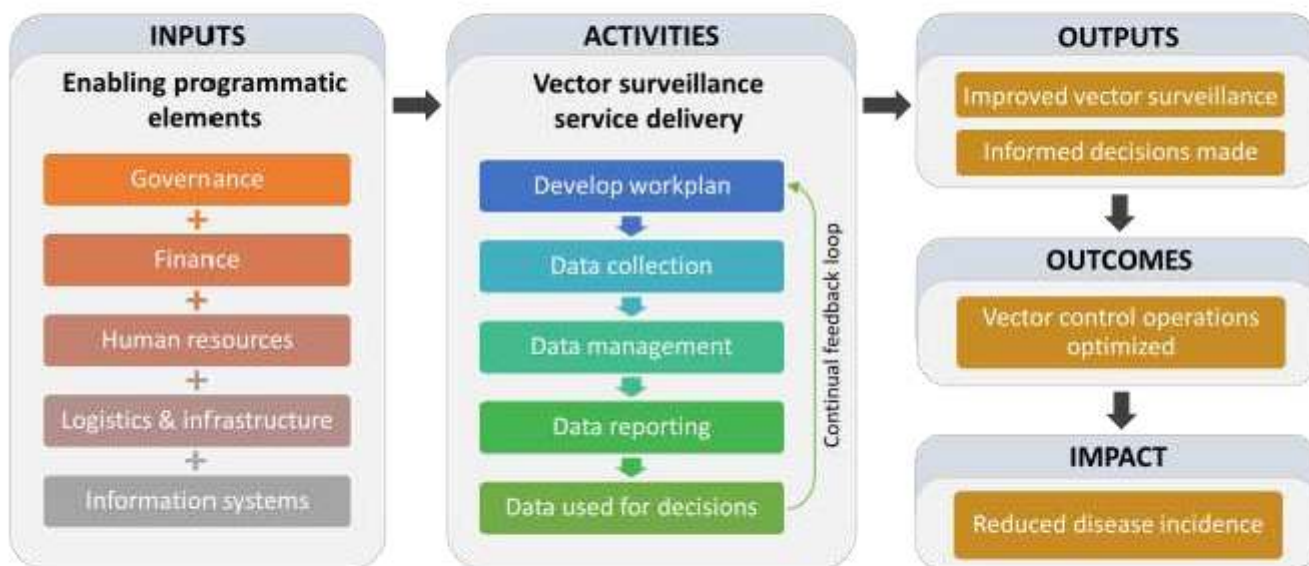 INPUTS
Enabling programmatic
elements
Governance
+
Finance
+
Human resources
+
Logistics & infrastructure
+
Information systems
ACTIVITIES
Vector surveillance
service delivery
Develop workplan
Data collection
Data management
Data reporting
Data used for decisions
Continual feedback loop
OUTPUTS
Improved vector surveillance
Informed decisions made
OUTCOMES
Vector control operations
optimized
IMPACT
Reduced disease incidence